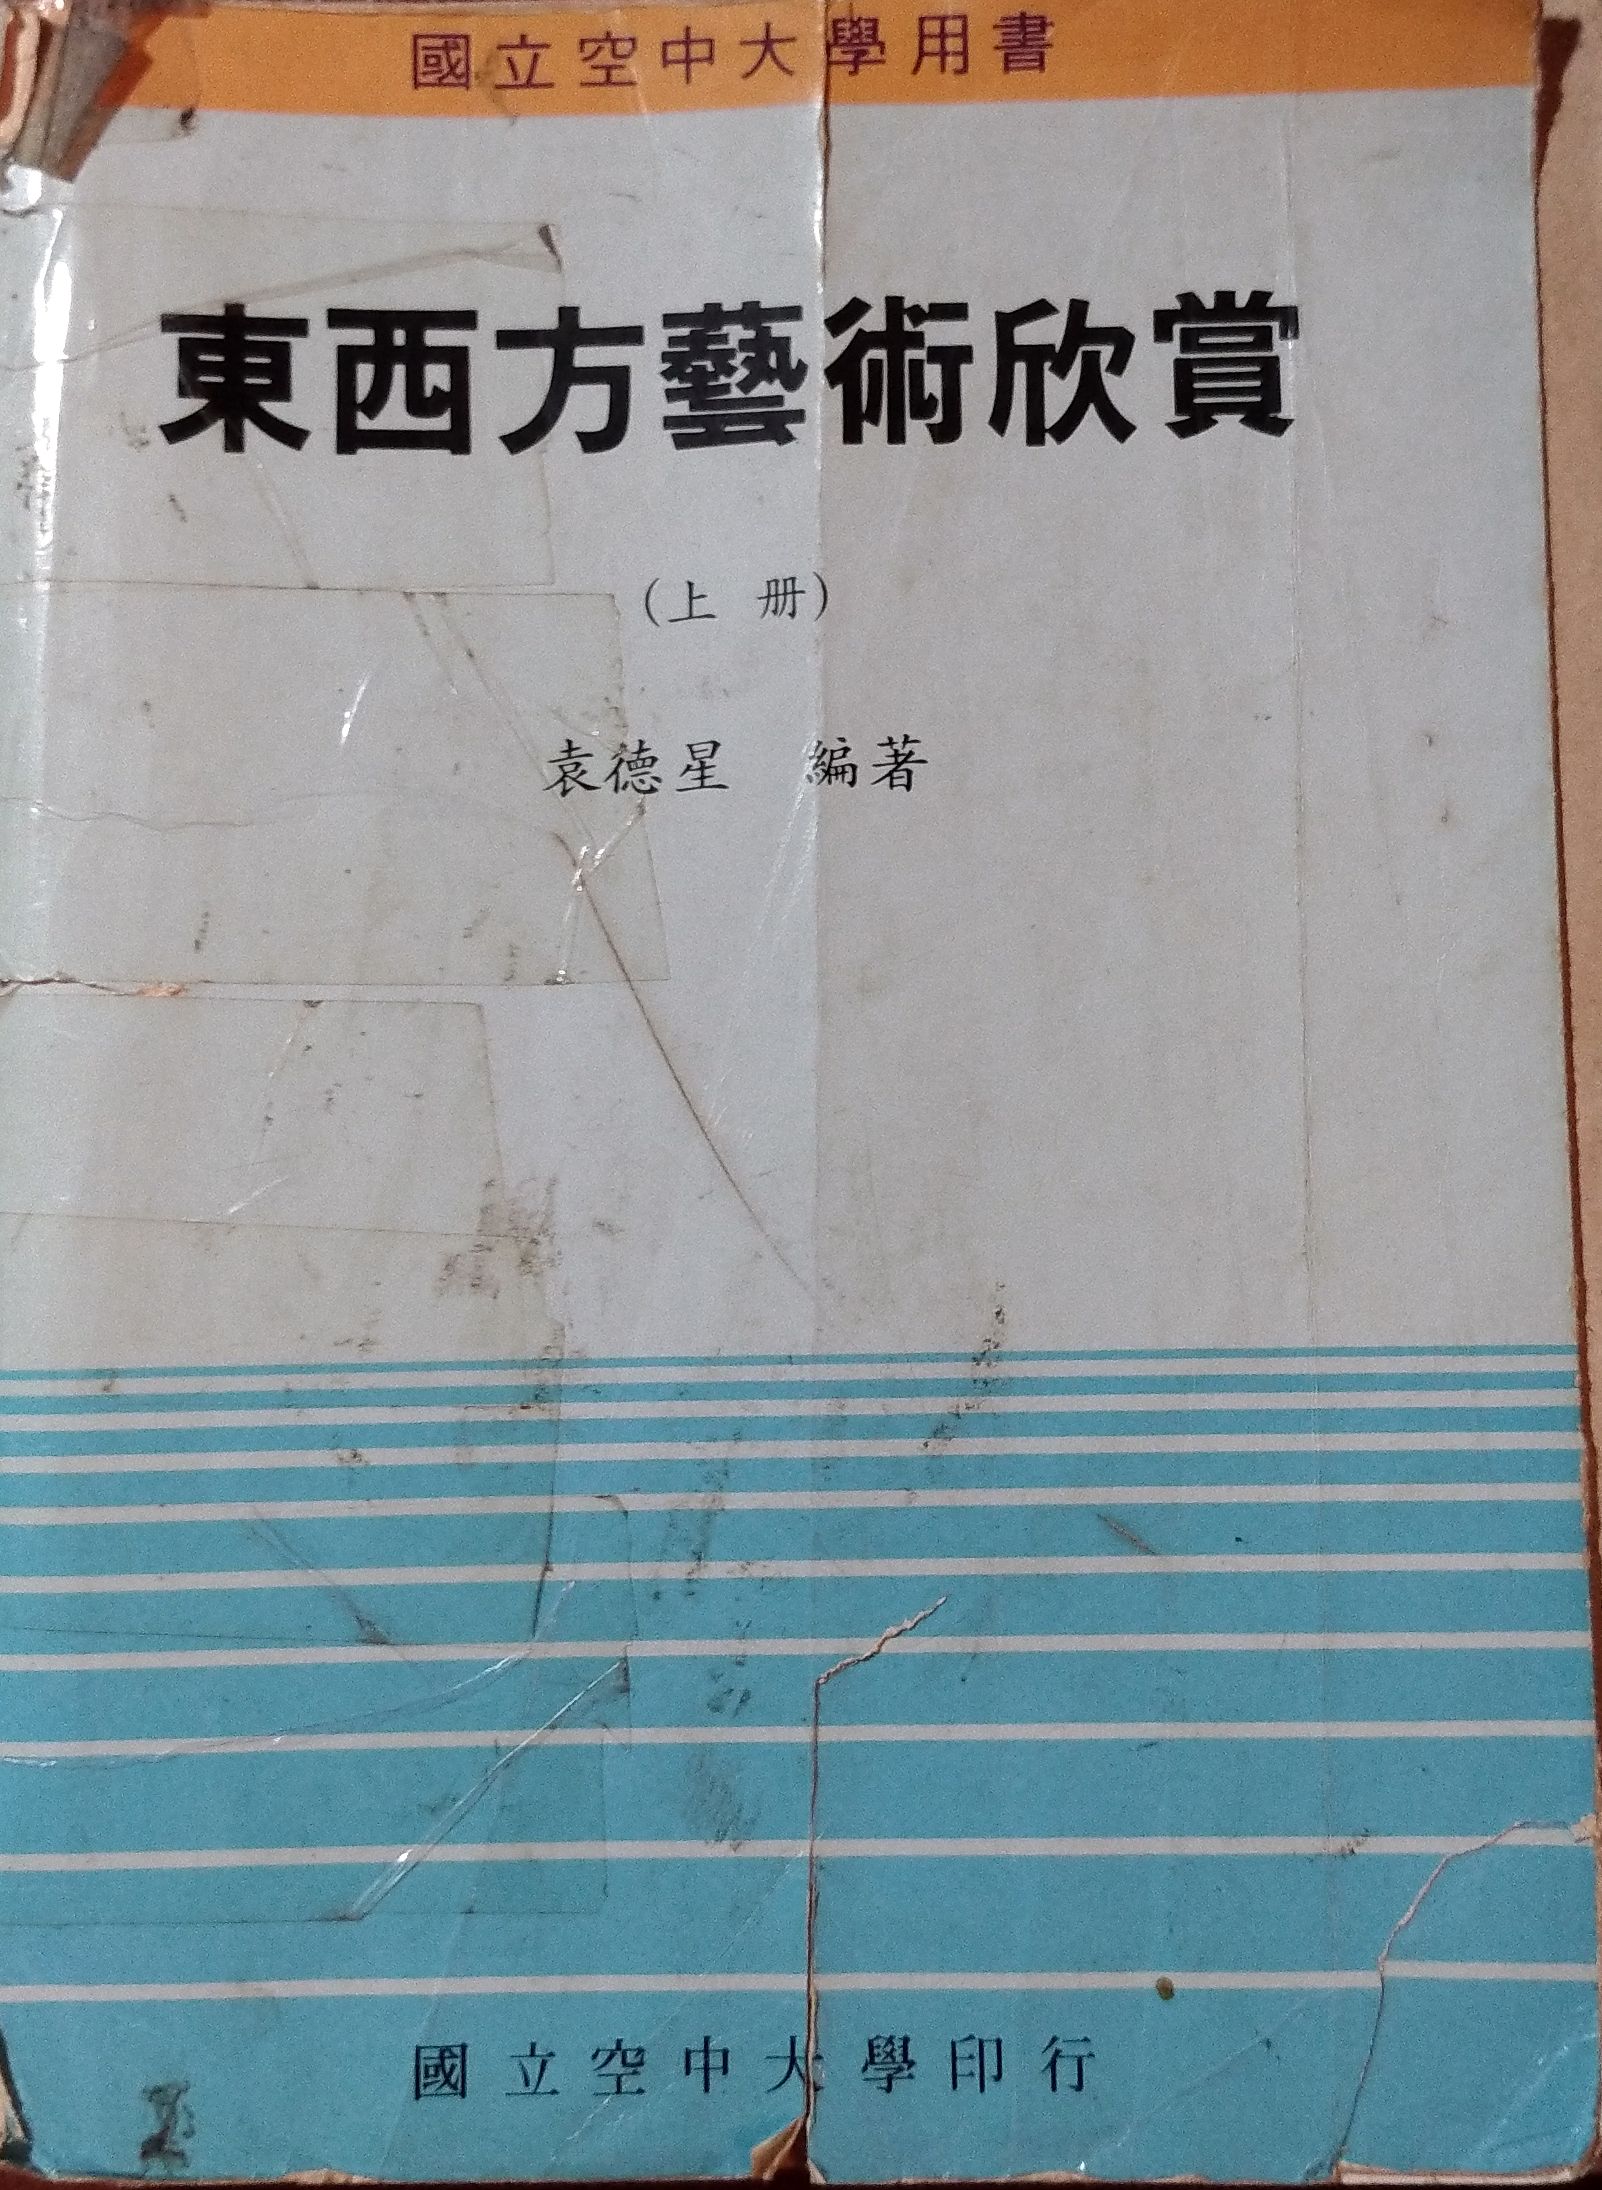 國立空中大學用書
東西方藝術欣賞
(上 册)
袁德星 編著
國立空中大學印行